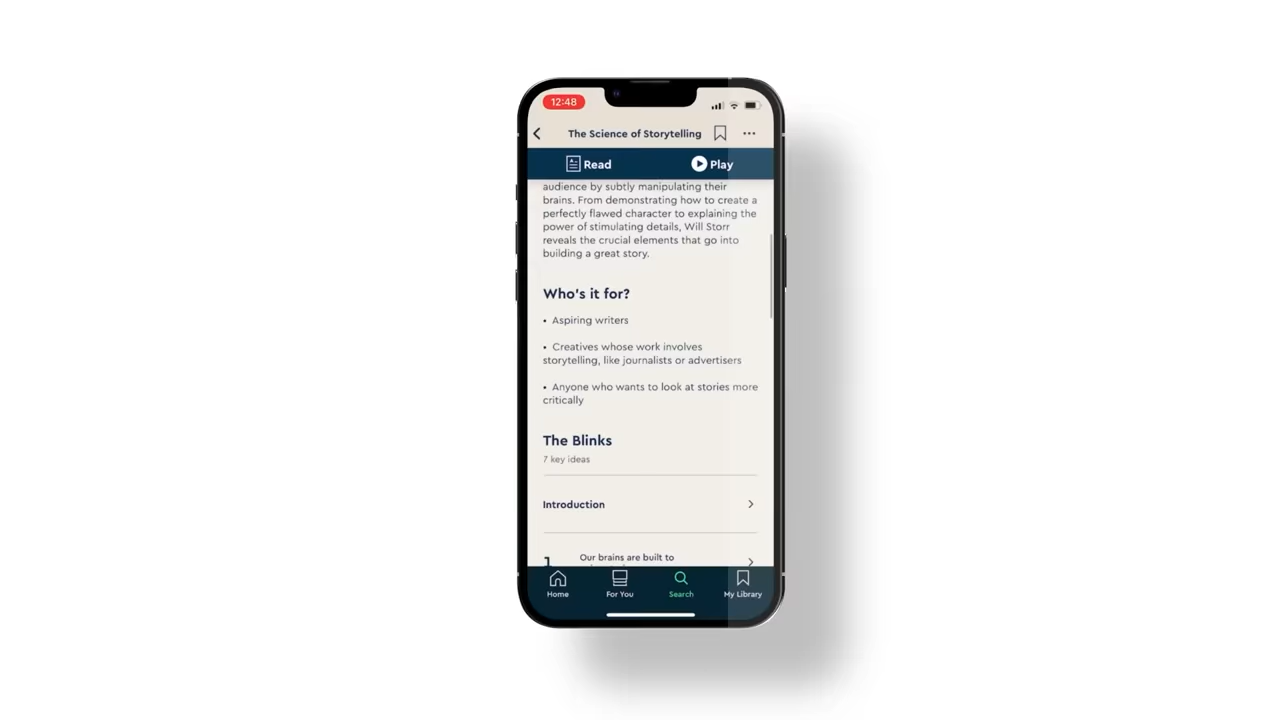 12:48
The Science of Storytelling
Read
Play
audience by subtly manipulating their
brains. From demonstrating how to create a
perfectly flawed character to explaining the
power of stimulating details, Will Storr
reveals the crucial elements that go into
building a great story.
Who's it for?
• Aspiring writers
• Creatives whose work involves
storytelling, like journalists or advertisers
• Anyone who wants to look at stories more
critically
The Blinks
7 key ideas
Introduction
1
Our brains are built to
Home
For You
Search
My Library